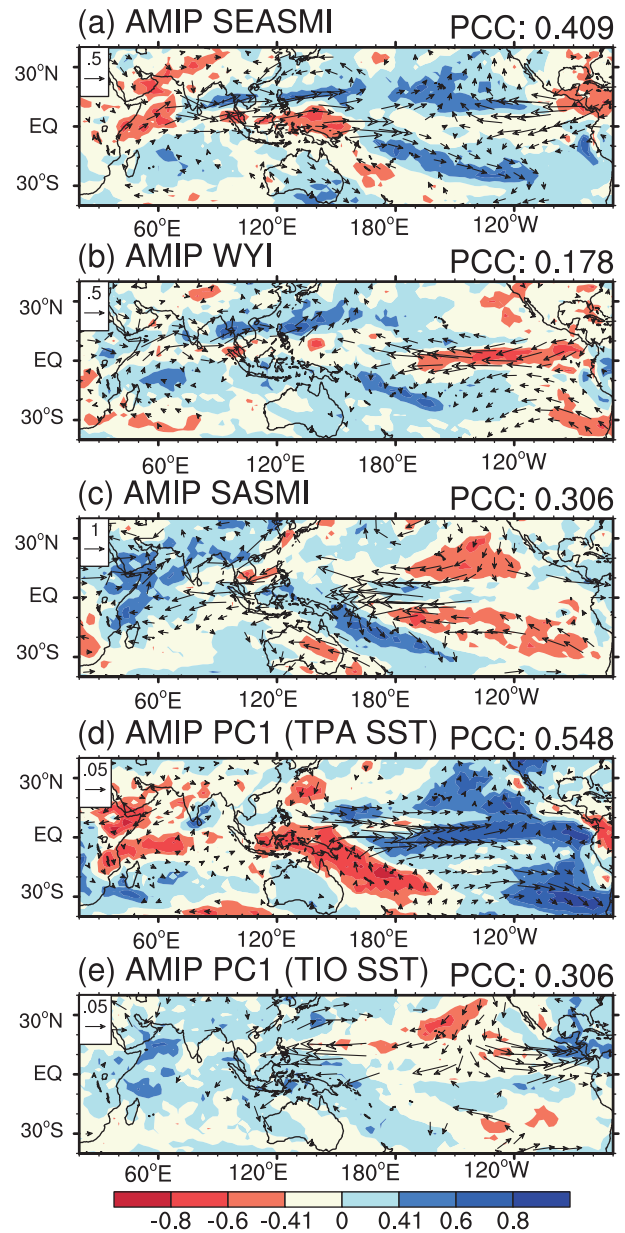 (a) AMIP SEASMI PCC: 0.409
.5
30°N
EQ
30°S
60°E 120°E 180°E 120°W
(b) AMIP WYI PCC: 0.178
.5
30°N
EQ
30°S
60°E 120°E 180°E 120°W
(c) AMIP SASMI PCC: 0.306
1
30°N
EQ
30°S
60°E 120°E 180°E 120°W
(d) AMIP PC1 (TPA SST) PCC: 0.548
.05
30°N
EQ
30°S
60°E 120°E 180°E 120°W
(e) AMIP PC1 (TIO SST) PCC: 0.306
.05
30°N
EQ
30°S
60°E 120°E 180°E 120°W
-0.8 -0.6 -0.41 0 0.41 0.6 0.8